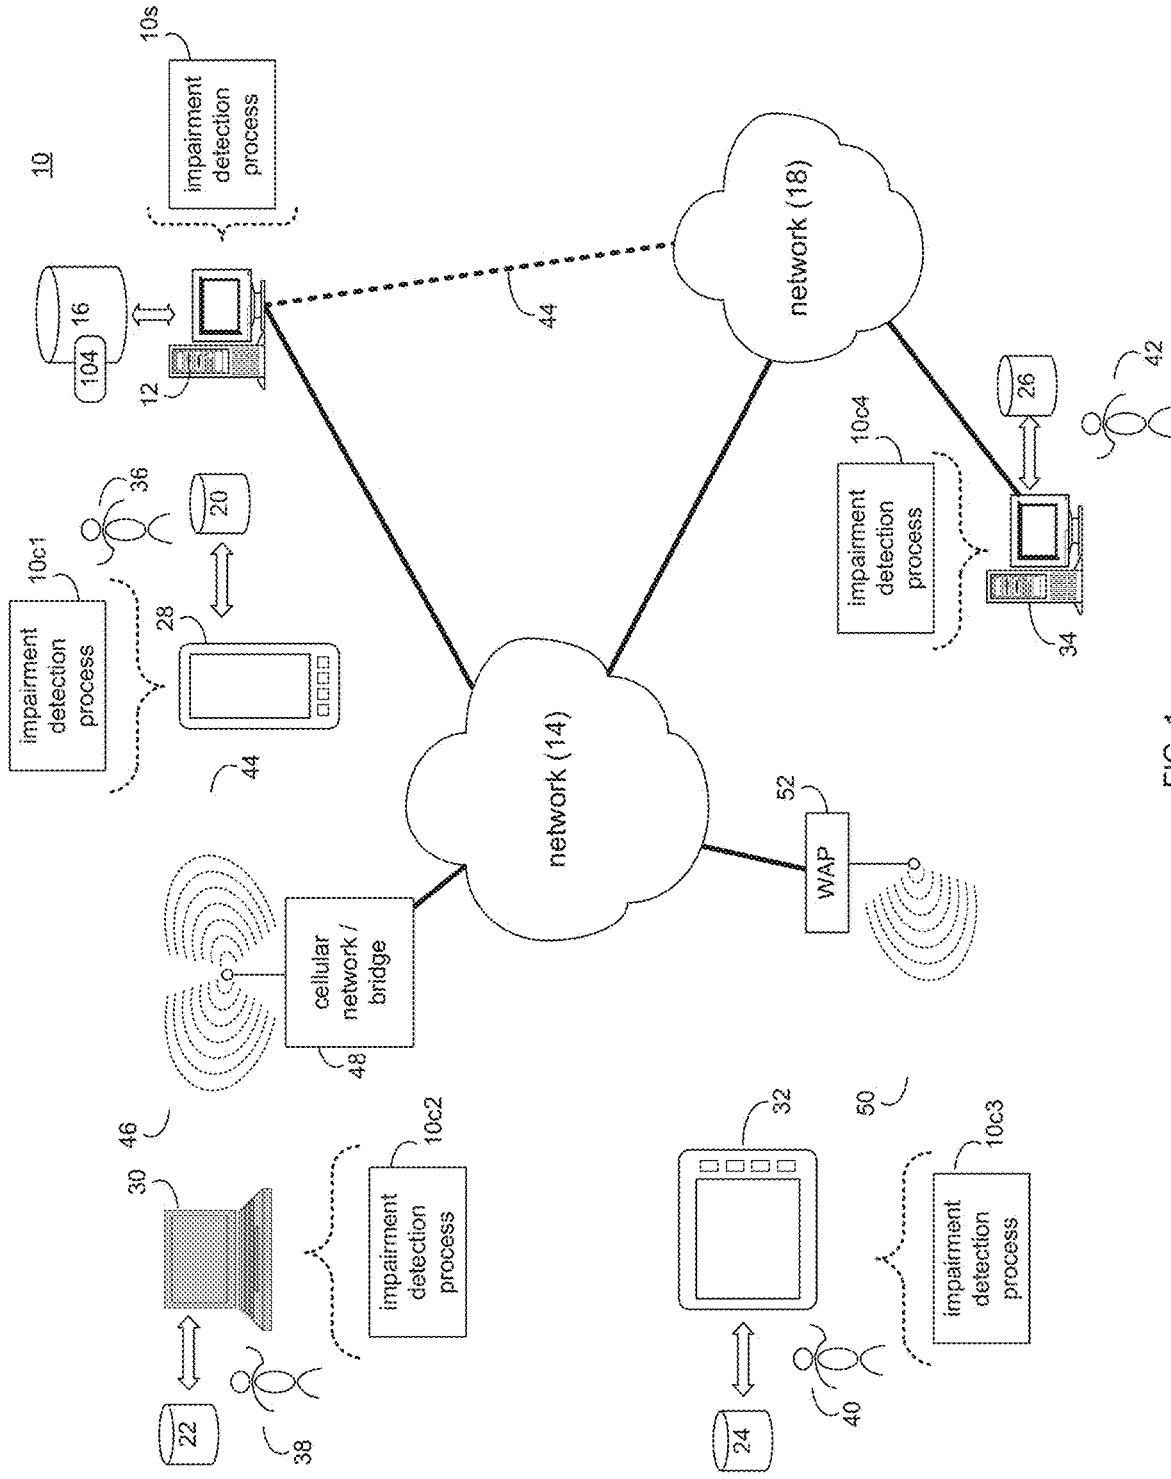 10
impairment
detection
process
10c1
36
20
28
44
16
104
12
10s
impairment
detection
process
46
30
22
38
cellular
network /
bridge
48
10c2
impairment
detection
process
network (14)
44
network (18)
32
24
40
52
WAP
50
10c3
impairment
detection
process
10c4
impairment
detection
process
26
34
42
FIG. 1